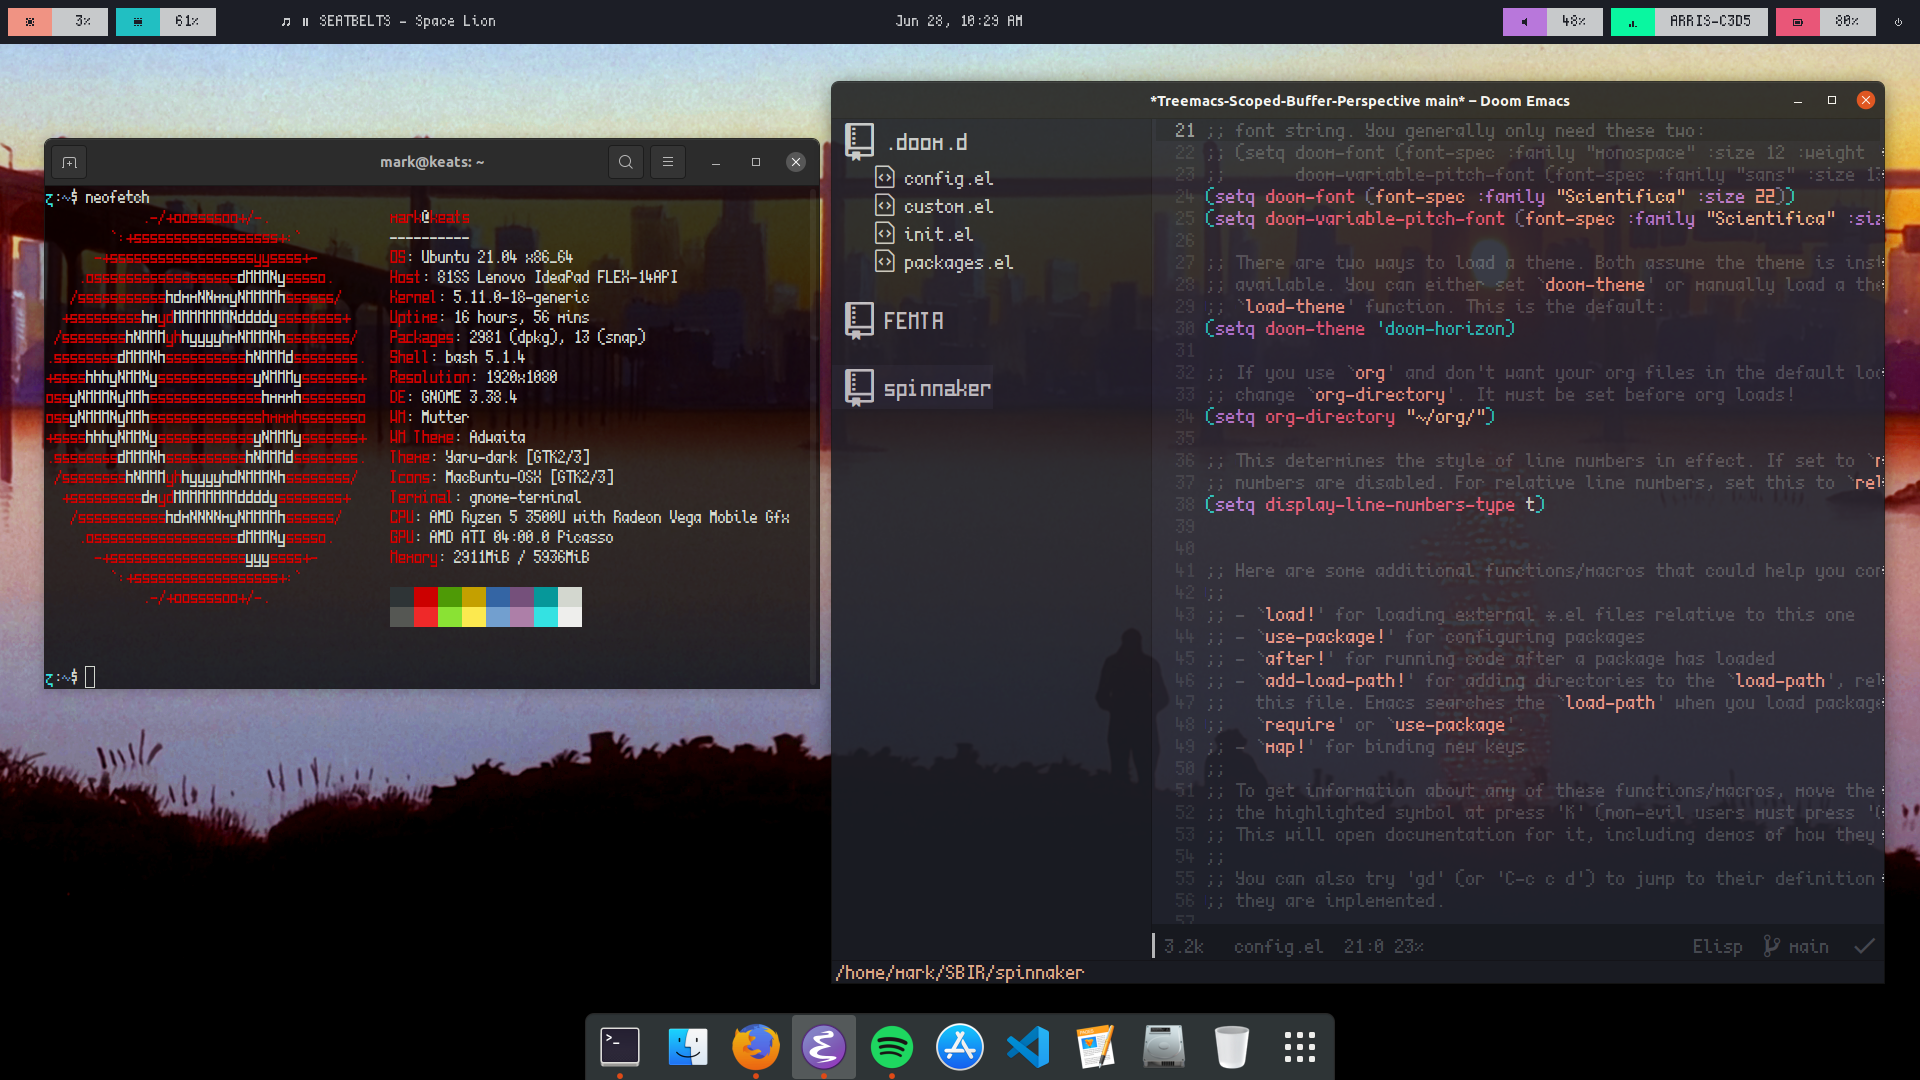 3%
61%
♫ ⏸ SEATBELTS - Space Lion
Jun 28, 10:29 AM
48%
ARRIS-C3D5
80%
mark@keats: ~
ζ:~$ neofetch
mark@keats
----------
OS: Ubuntu 21.04 x86_64
Host: 81SS Lenovo IdeaPad FLEX-14API
Kernel: 5.11.0-18-generic
Uptime: 16 hours, 56 mins
Packages: 2981 (dpkg), 13 (snap)
Shell: bash 5.1.4
Resolution: 1920x1080
DE: GNOME 3.38.4
WM: Mutter
WM Theme: Adwaita
Theme: Yaru-dark [GTK2/3]
Icons: MacBuntu-OSX [GTK2/3]
Terminal: gnome-terminal
CPU: AMD Ryzen 5 3500U with Radeon Vega Mobile Gfx
GPU: AMD ATI 04:00.0 Picasso
Memory: 2911MiB / 5936MiB
ζ:~$
*Treemacs-Scoped-Buffer-Perspective main* – Doom Emacs
.doom.d
config.el
custom.el
init.el
packages.el
FEMTA
spinnaker
21 ;; font string. You generally only need these two:
22 ;; (setq doom-font (font-spec :family "monospace" :size 12 :weight
23 ;;       doom-variable-pitch-font (font-spec :family "sans" :size 13
24 (setq doom-font (font-spec :family "Scientifica" :size 22))
25 (setq doom-variable-pitch-font (font-spec :family "Scientifica" :siz
26
27 ;; There are two ways to load a theme. Both assume the theme is inst
28 ;; available. You can either set `doom-theme' or manually load a the
29 ;; `load-theme' function. This is the default:
30 (setq doom-theme 'doom-horizon)
31
32 ;; If you use `org' and don't want your org files in the default loc
33 ;; change `org-directory'. It must be set before org loads!
34 (setq org-directory "~/org/")
35
36 ;; This determines the style of line numbers in effect. If set to `n
37 ;; numbers are disabled. For relative line numbers, set this to `rel
38 (setq display-line-numbers-type t)
39
40
41 ;; Here are some additional functions/macros that could help you con
42 ;;
43 ;; - `load!' for loading external *.el files relative to this one
44 ;; - `use-package!' for configuring packages
45 ;; - `after!' for running code after a package has loaded
46 ;; - `add-load-path!' for adding directories to the `load-path', rel
47 ;;   this file. Emacs searches the `load-path' when you load package
48 ;;   `require' or `use-package'.
49 ;; - `map!' for binding new keys
50 ;;
51 ;; To get information about any of these functions/macros, move the
52 ;; the highlighted symbol at press 'K' (non-evil users must press 'C
53 ;; This will open documentation for it, including demos of how they
54 ;;
55 ;; You can also try 'gd' (or 'C-c c d') to jump to their definition
56 ;; they are implemented.
57
3.2k config.el 21:0 23% Elisp main
/home/mark/SBIR/spinnaker